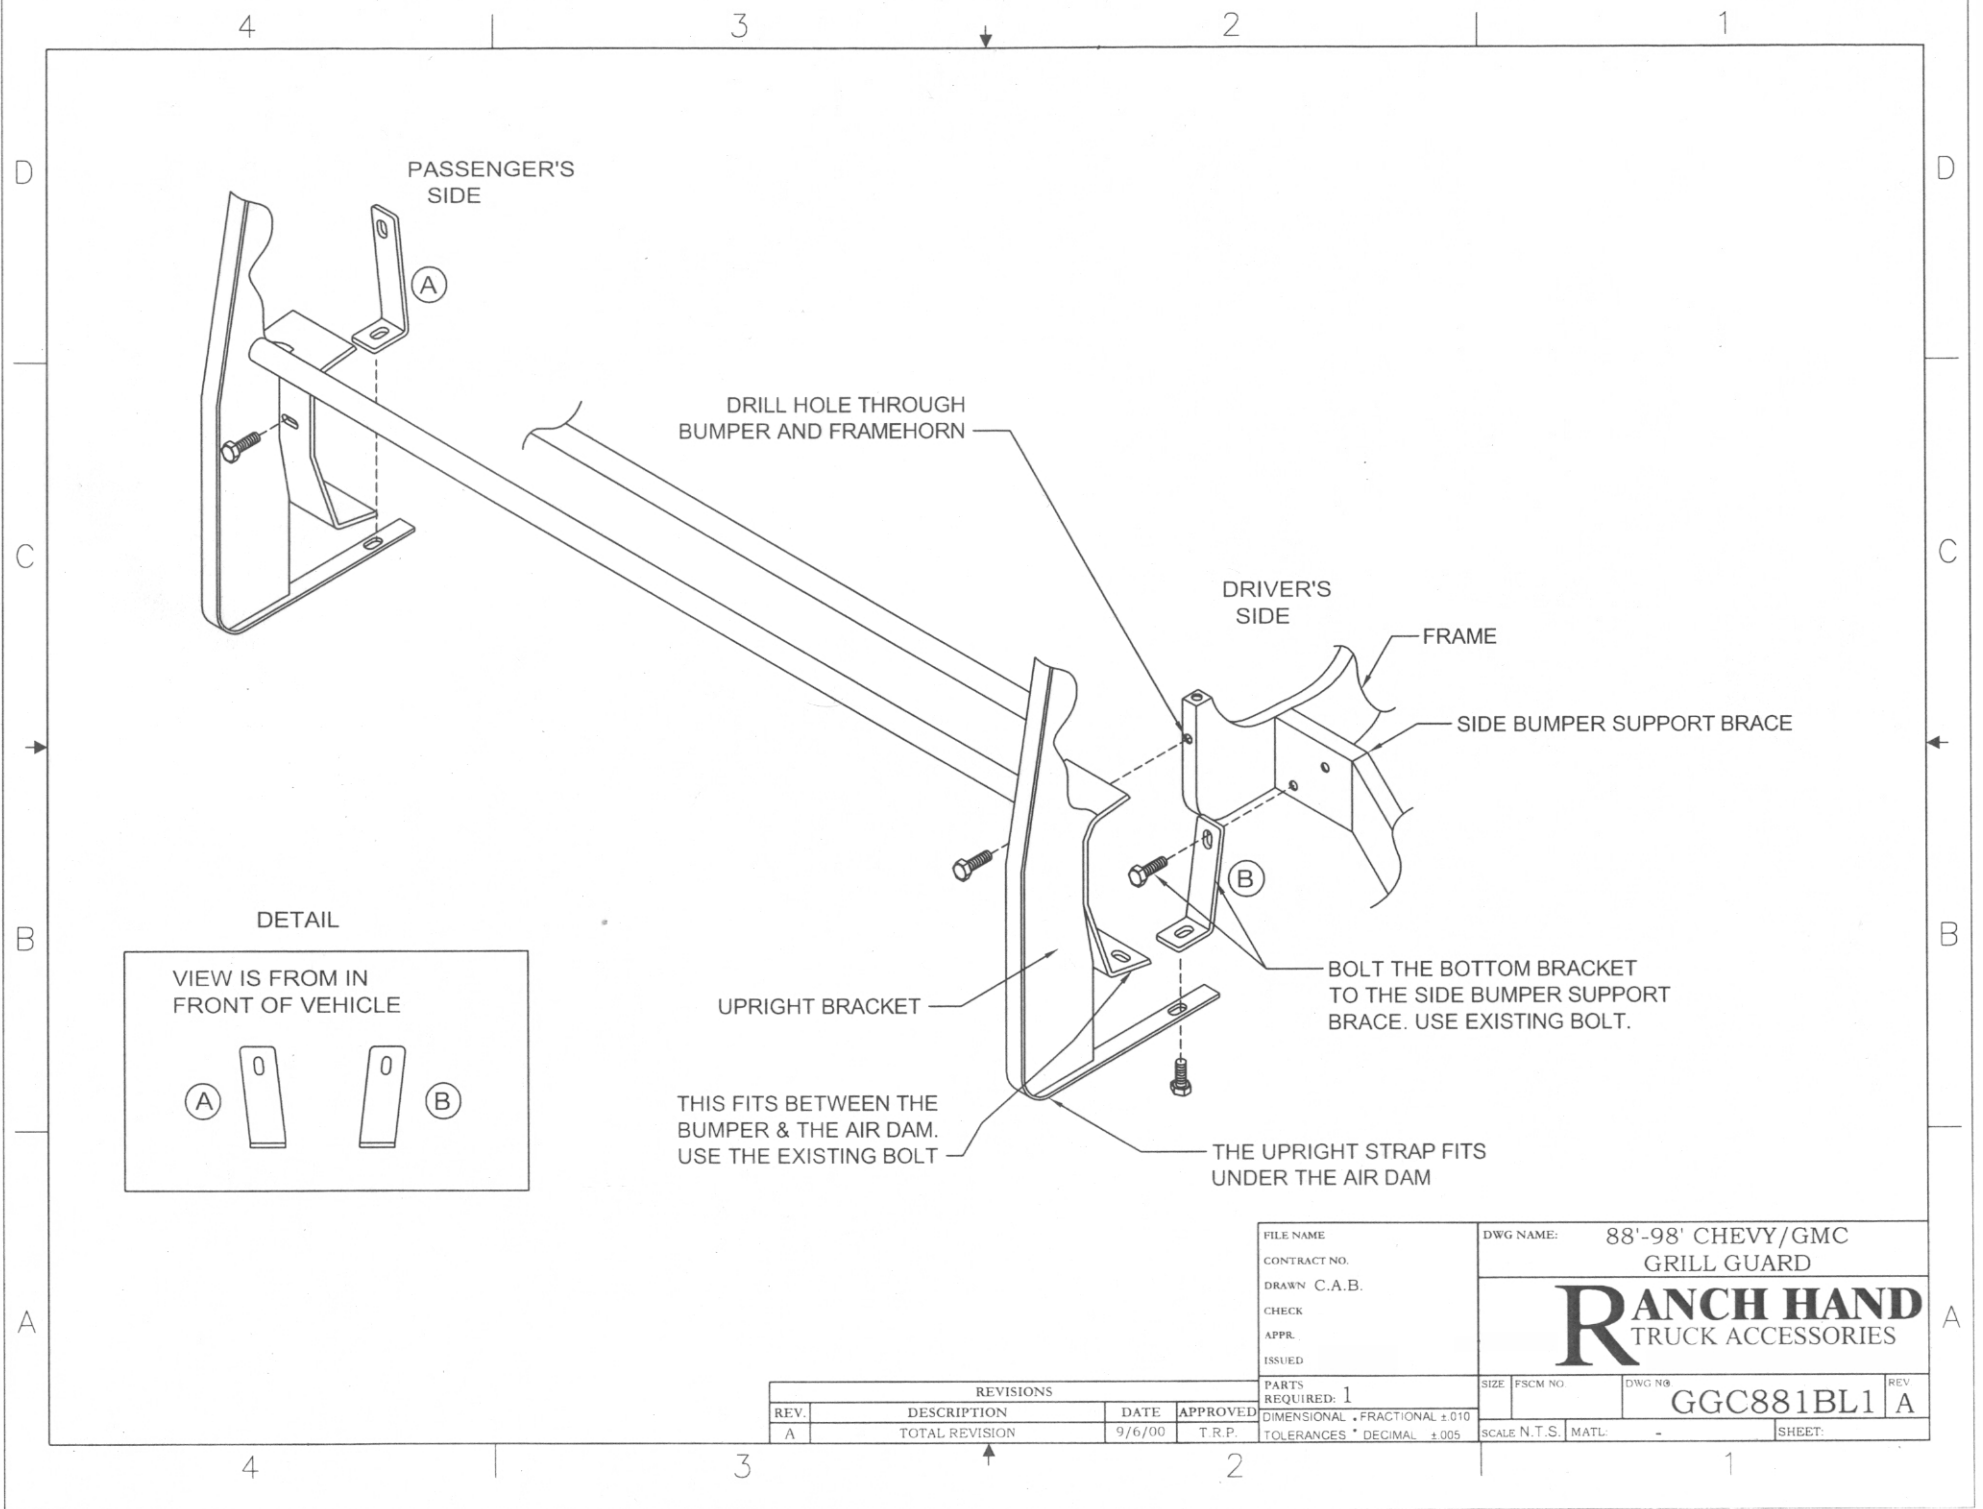 4 3 2 1
D D
PASSENGER'S
SIDE
A
DRILL HOLE THROUGH
BUMPER AND FRAMEHORN
C C
DRIVER'S
SIDE
FRAME
SIDE BUMPER SUPPORT BRACE
B
B B
BOLT THE BOTTOM BRACKET
TO THE SIDE BUMPER SUPPORT
BRACE. USE EXISTING BOLT.
UPRIGHT BRACKET
DETAIL
VIEW IS FROM IN
FRONT OF VEHICLE
A B
THIS FITS BETWEEN THE
BUMPER & THE AIR DAM.
USE THE EXISTING BOLT
THE UPRIGHT STRAP FITS
UNDER THE AIR DAM
A A
FILE NAME
CONTRACT NO.
DRAWN C.A.B.
CHECK
APPR.
ISSUED
PARTS
REQUIRED: 1
DIMENSIONAL FRACTIONAL ±.010
TOLERANCES DECIMAL ±.005
DWG NAME: 88'-98' CHEVY/GMC
GRILL GUARD
RANCH HAND
TRUCK ACCESSORIES
SIZE FSCM NO. DWG NO GGC881BL1 REV A
SCALE N.T.S. MATL: - SHEET:
REVISIONS
REV. DESCRIPTION DATE APPROVED
A TOTAL REVISION 9/6/00 T.R.P.
4 3 2 1